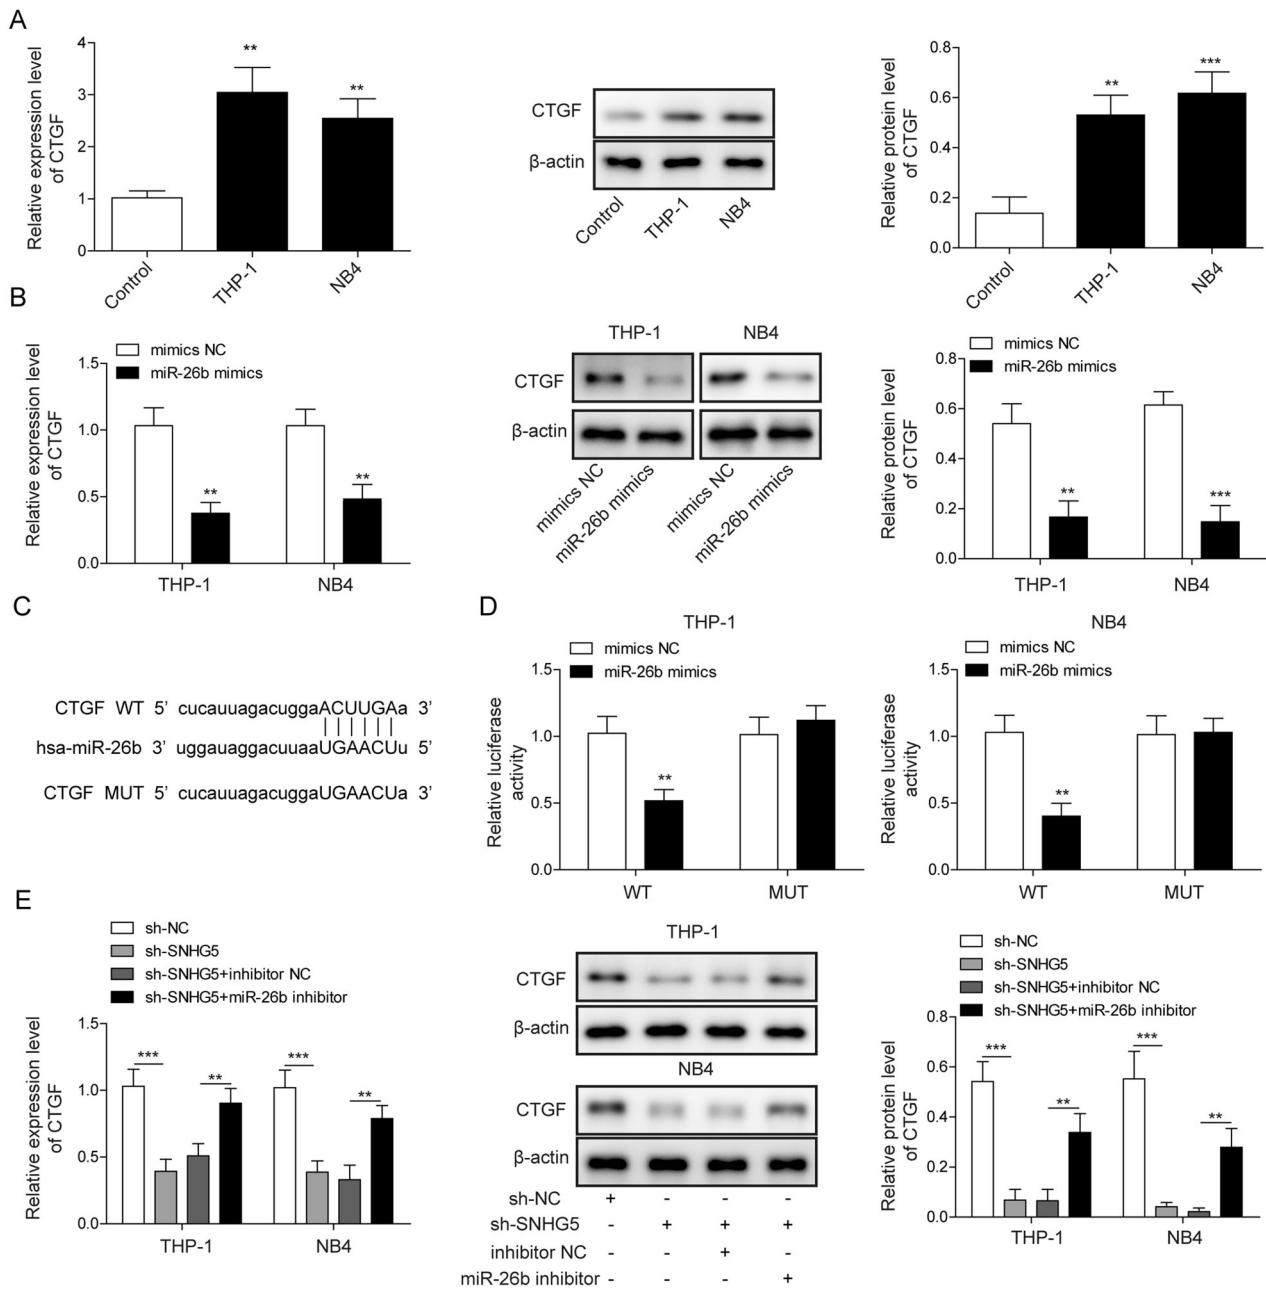 A
Relative expression level
of CTGF
4
3
2
1
0
**
**
Control
THP-1
NB4
CTGF
β-actin
Control
THP-1
NB4
Relative protein level
of CTGF
0.8
0.6
0.4
0.2
0.0
**
***
Control
THP-1
NB4
B
mimics NC
miR-26b mimics
Relative expression level
of CTGF
1.5
1.0
0.5
0.0
**
**
THP-1
NB4
THP-1
NB4
CTGF
β-actin
mimics NC
miR-26b mimics
mimics NC
miR-26b mimics
mimics NC
miR-26b mimics
Relative protein level
of CTGF
0.8
0.6
0.4
0.2
0.0
**
***
THP-1
NB4
C
CTGF WT 5’ cucauuagacuggaACUUGAa 3’
hsa-miR-26b 3’ uggauaggacuuaaUGAACUu 5’
CTGF MUT 5’ cucauuagacuggaUGAACUa 3’
D
THP-1
mimics NC
miR-26b mimics
Relative luciferase
activity
1.5
1.0
0.5
0.0
**
WT
MUT
NB4
mimics NC
miR-26b mimics
Relative luciferase
activity
1.5
1.0
0.5
0.0
**
WT
MUT
E
sh-NC
sh-SNHG5
sh-SNHG5+inhibitor NC
sh-SNHG5+miR-26b inhibitor
Relative expression level
of CTGF
1.5
1.0
0.5
0.0
***
**
***
**
THP-1
NB4
THP-1
CTGF
β-actin
NB4
CTGF
β-actin
sh-NC + - - -
sh-SNHG5 - + + +
inhibitor NC - - + -
miR-26b inhibitor - - - +
sh-NC
sh-SNHG5
sh-SNHG5+inhibitor NC
sh-SNHG5+miR-26b inhibitor
Relative protein level
of CTGF
0.8
0.6
0.4
0.2
0.0
***
**
***
**
THP-1
NB4